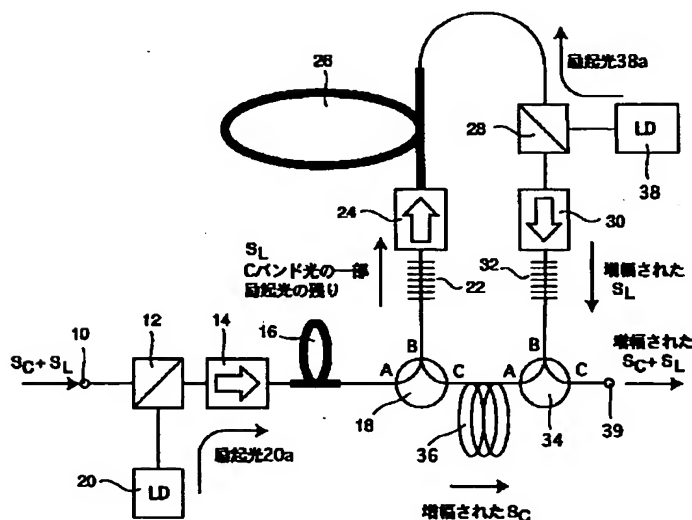 26
励起光38a
28
LD
38
24
30
SL
Cバンド光の一部
励起光の残り
22
32
増幅された
SL
10
12
14
16
B
B
増幅された
SC+SL
SC+SL
A
C
A
C
18
36
34
39
20
LD
励起光20a
増幅されたSC